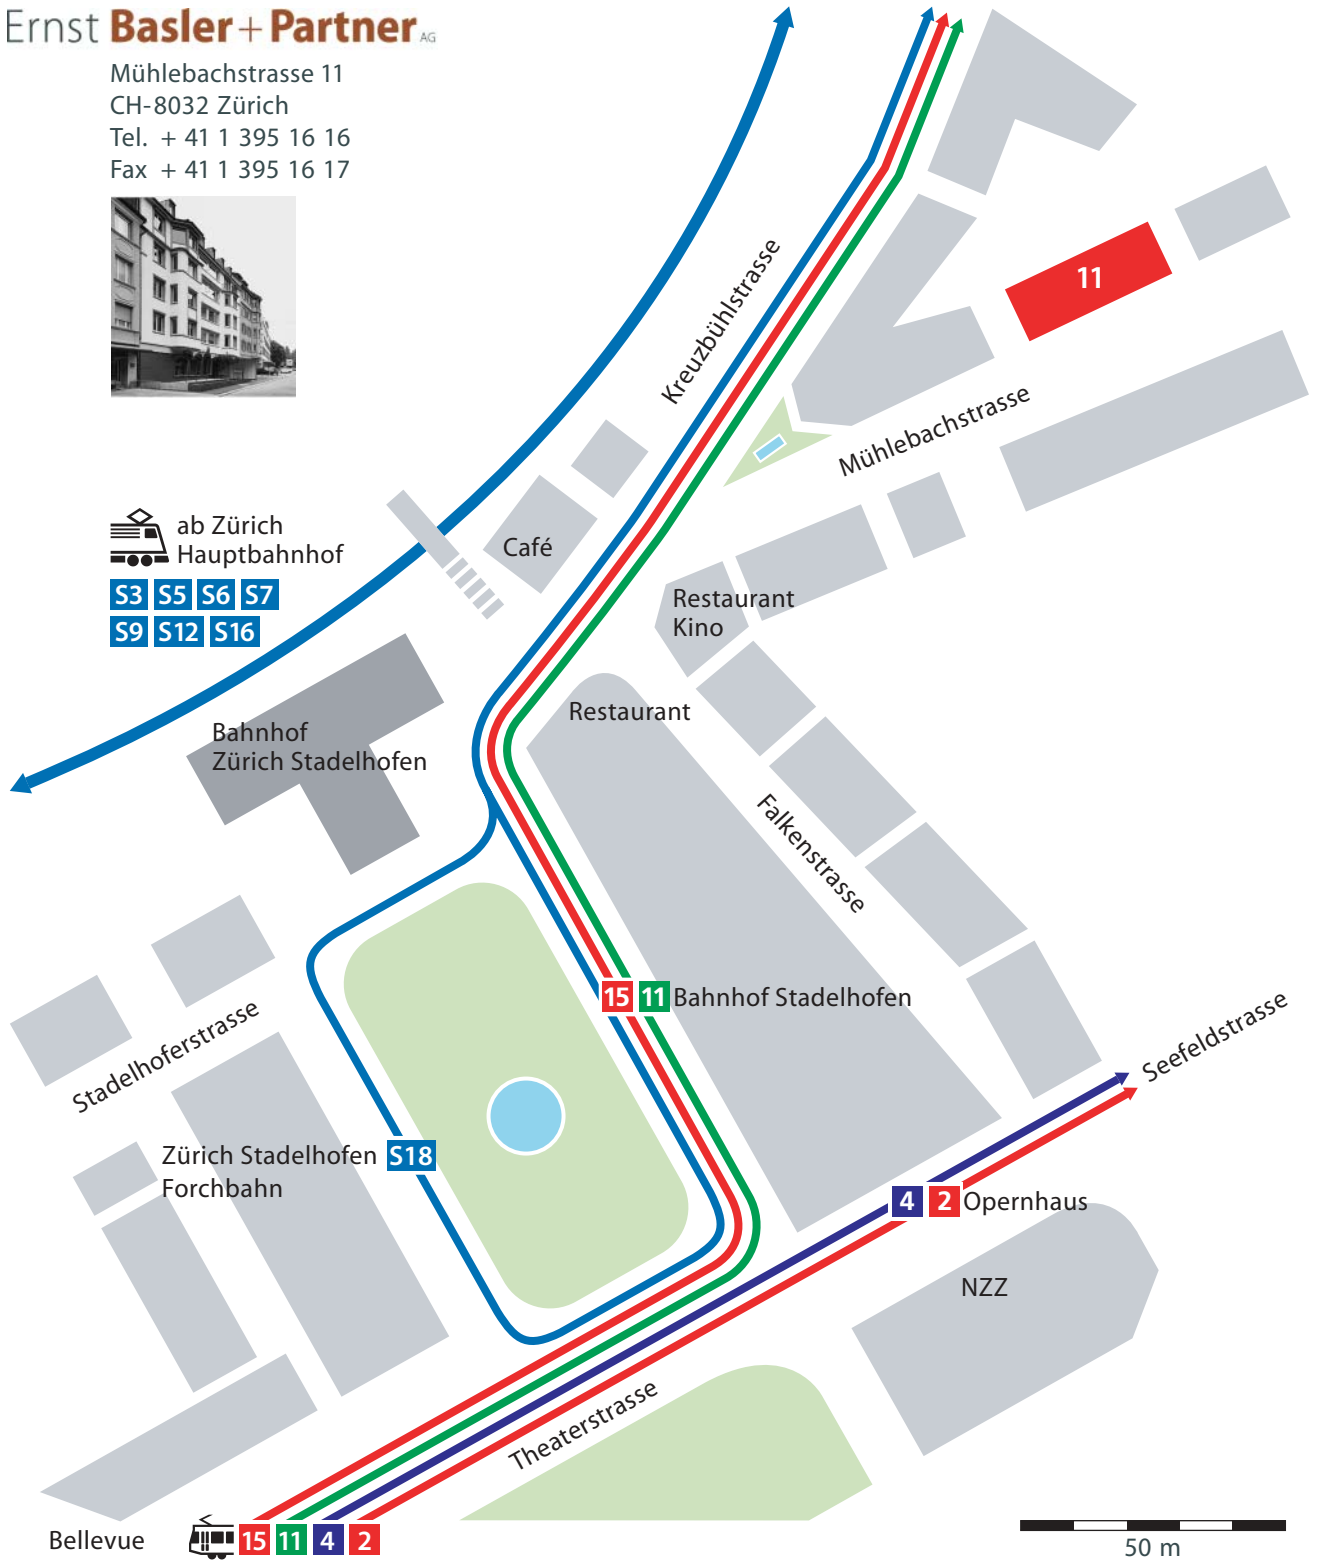 Ernst Basler + Partner AG
Mühlebachstrasse 11
CH-8032 Zürich
Tel. + 41 1 395 16 16
Fax + 41 1 395 16 17
Kreuzbühlstrasse
11
Mühlebachstrasse
ab Zürich
Hauptbahnhof
S3 S5 S6 S7
S9 S12 S16
Café
Restaurant
Kino
Restaurant
Bahnhof
Zürich Stadelhofen
Falkenstrasse
15 11 Bahnhof Stadelhofen
Stadelhoferstrasse
Seefeldstrasse
Zürich Stadelhofen S18
Forchbahn
4 2 Opernhaus
NZZ
Theaterstrasse
Bellevue 15 11 4 2
50 m